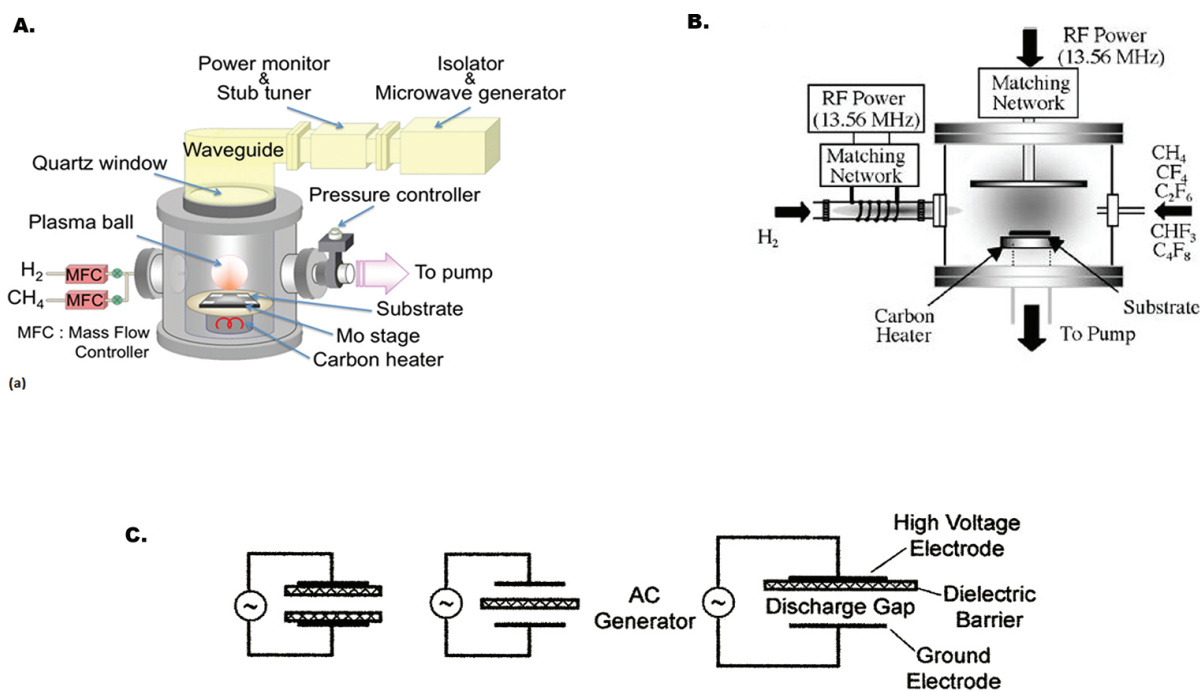 A.
Power monitor
&
Stub tuner
Isolator
&
Microwave generator
Waveguide
Quartz window
Pressure controller
Plasma ball
H2
MFC
CH4
MFC
To pump
MFC : Mass Flow
Controller
Substrate
Mo stage
Carbon heater
(a)
B.
RF Power
(13.56 MHz)
Matching
Network
RF Power
(13.56 MHz)
Matching
Network
H2
CH4
CF4
C2F6
CHF3
C4F8
Carbon
Heater
Substrate
To Pump
C.
~
~
AC
Generator
~
High Voltage
Electrode
Discharge Gap
Dielectric
Barrier
Ground
Electrode